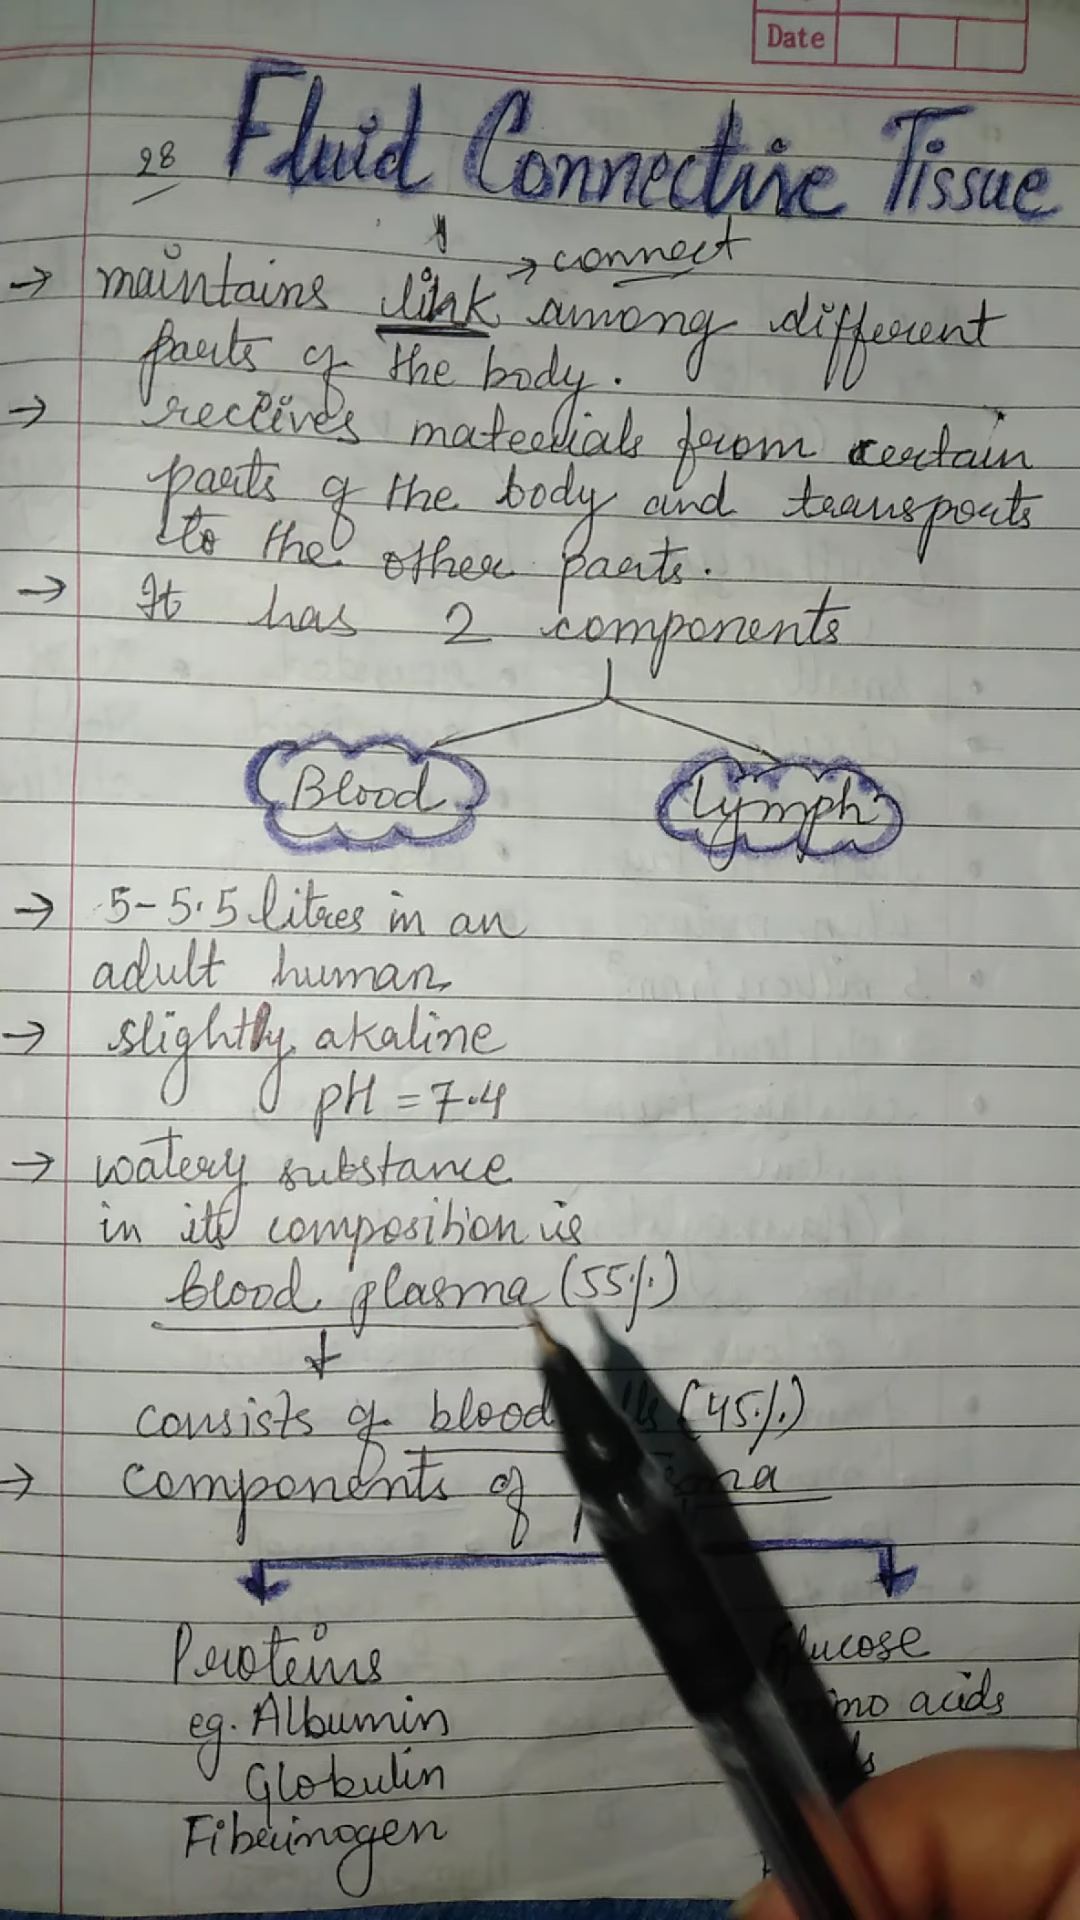 Date
28 Fluid Connective Tissue
→ connect
→ maintains link among different
parts of the body.
→ receives materials from certain
parts of the body and transports
to the other parts.
→ It has 2 components
Blood Lymph
→ 5-5.5 litres in an
adult human
→ slightly akaline
pH = 7.4
→ watery substance
in its composition is
blood plasma (55%)
consists of blood (45%)
→ components of
Proteins Glucose
eg. Albumin acids
Globulin
Fibrinogen